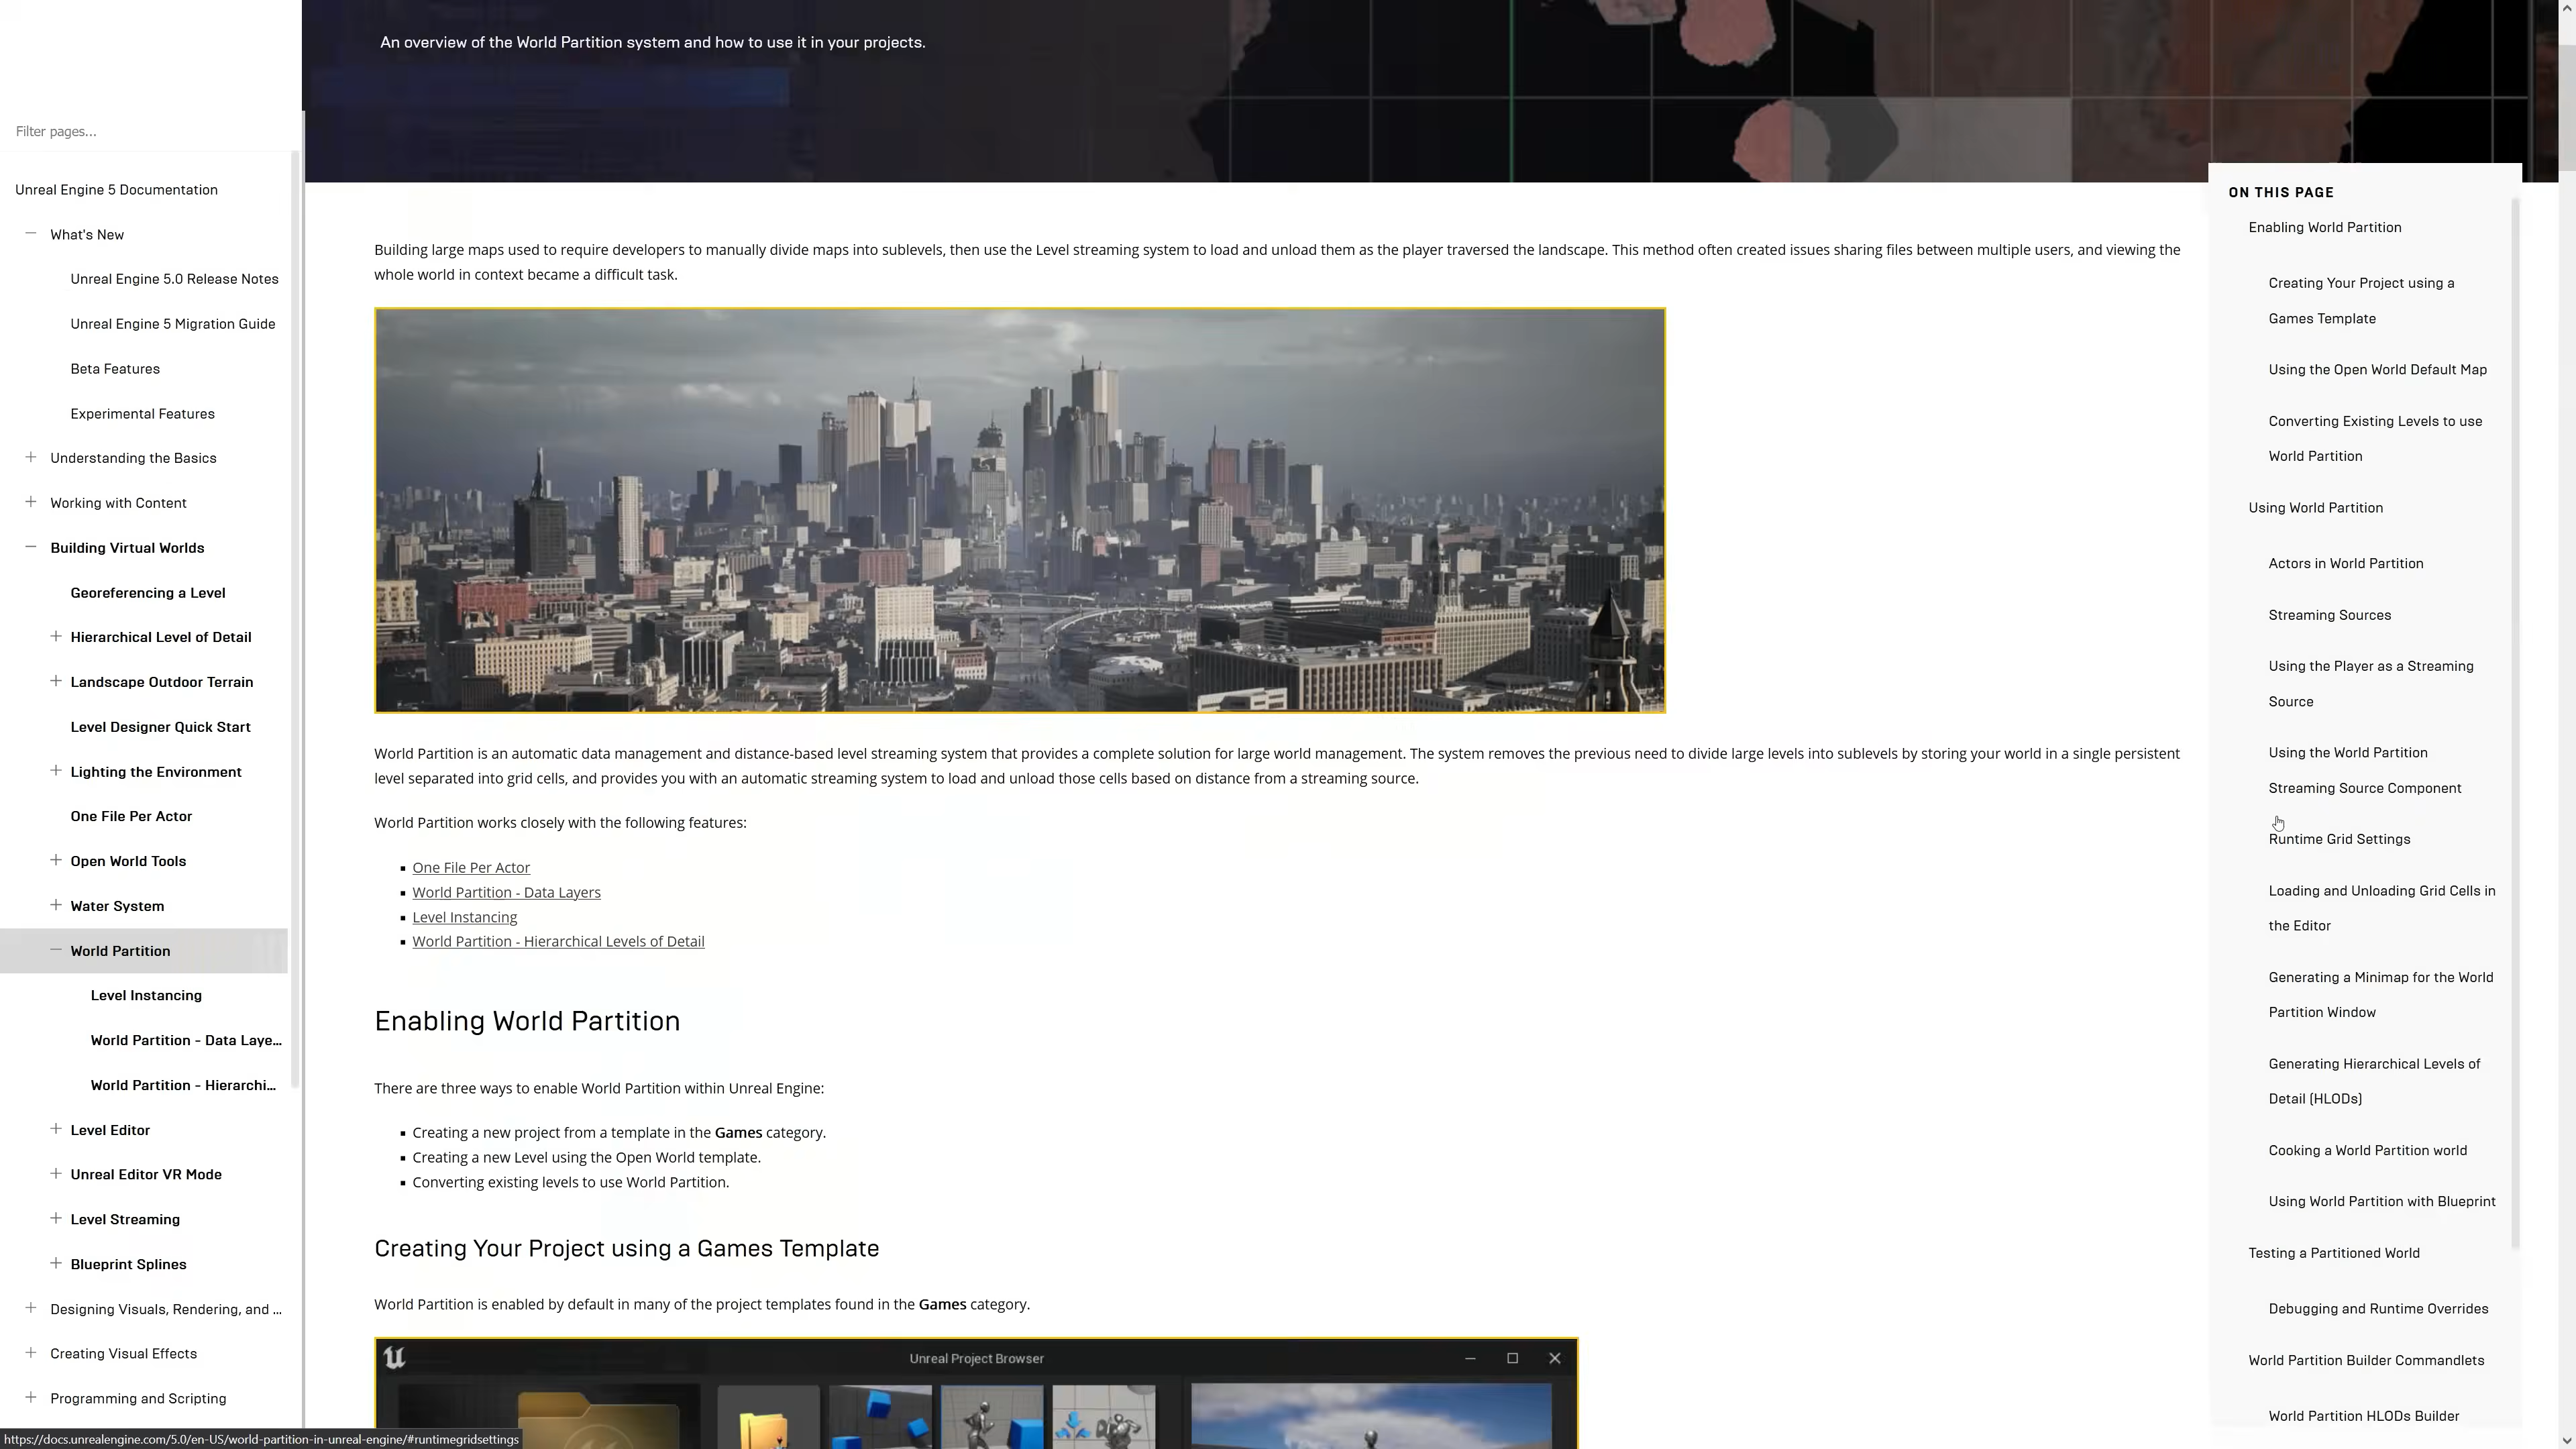 An overview of the World Partition system and how to use it in your projects.
Filter pages...
Unreal Engine 5 Documentation
What's New
Unreal Engine 5.0 Release Notes
Unreal Engine 5 Migration Guide
Beta Features
Experimental Features
Understanding the Basics
Working with Content
Building Virtual Worlds
Georeferencing a Level
Hierarchical Level of Detail
Landscape Outdoor Terrain
Level Designer Quick Start
Lighting the Environment
One File Per Actor
Open World Tools
Water System
World Partition
Level Instancing
World Partition - Data Laye...
World Partition - Hierarchi...
Level Editor
Unreal Editor VR Mode
Level Streaming
Blueprint Splines
Designing Visuals, Rendering, and ...
Creating Visual Effects
Programming and Scripting
https://docs.unrealengine.com/5.0/en-US/world-partition-in-unreal-engine/#runtimegridsettings
Building large maps used to require developers to manually divide maps into sublevels, then use the Level streaming system to load and unload them as the player traversed the landscape. This method often created issues sharing files between multiple users, and viewing the
whole world in context became a difficult task.
World Partition is an automatic data management and distance-based level streaming system that provides a complete solution for large world management. The system removes the previous need to divide large levels into sublevels by storing your world in a single persistent
level separated into grid cells, and provides you with an automatic streaming system to load and unload those cells based on distance from a streaming source.
World Partition works closely with the following features:
One File Per Actor
World Partition - Data Layers
Level Instancing
World Partition - Hierarchical Levels of Detail
Enabling World Partition
There are three ways to enable World Partition within Unreal Engine:
Creating a new project from a template in the Games category.
Creating a new Level using the Open World template.
Converting existing levels to use World Partition.
Creating Your Project using a Games Template
World Partition is enabled by default in many of the project templates found in the Games category.
Unreal Project Browser
ON THIS PAGE
Enabling World Partition
Creating Your Project using a
Games Template
Using the Open World Default Map
Converting Existing Levels to use
World Partition
Using World Partition
Actors in World Partition
Streaming Sources
Using the Player as a Streaming
Source
Using the World Partition
Streaming Source Component
Runtime Grid Settings
Loading and Unloading Grid Cells in
the Editor
Generating a Minimap for the World
Partition Window
Generating Hierarchical Levels of
Detail (HLODs)
Cooking a World Partition world
Using World Partition with Blueprint
Testing a Partitioned World
Debugging and Runtime Overrides
World Partition Builder Commandlets
World Partition HLODs Builder